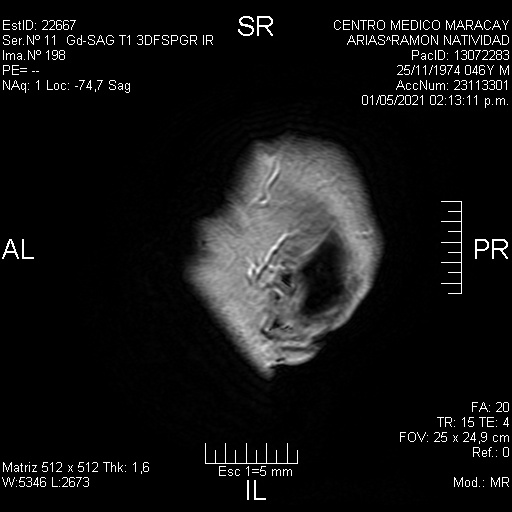 SR
EstID: 22667
Ser.Nº 11 Gd-SAG T1 3DFSPGR IR
Ima.Nº 198
PE= --
NAq: 1 Loc: -74,7 Sag
CENTRO MEDICO MARACAY
ARIAS^RAMON NATIVIDAD
PacID: 13072283
25/11/1974 046Y M
AccNum: 23113301
01/05/2021 02:13:11 p.m.
AL
PR
FA: 20
TR: 15 TE: 4
FOV: 25 x 24,9 cm
Ref.: 0
Mod.: MR
Matriz 512 x 512 Thk: 1,6
W:5346 L:2673
Esc 1=5 mm
IL